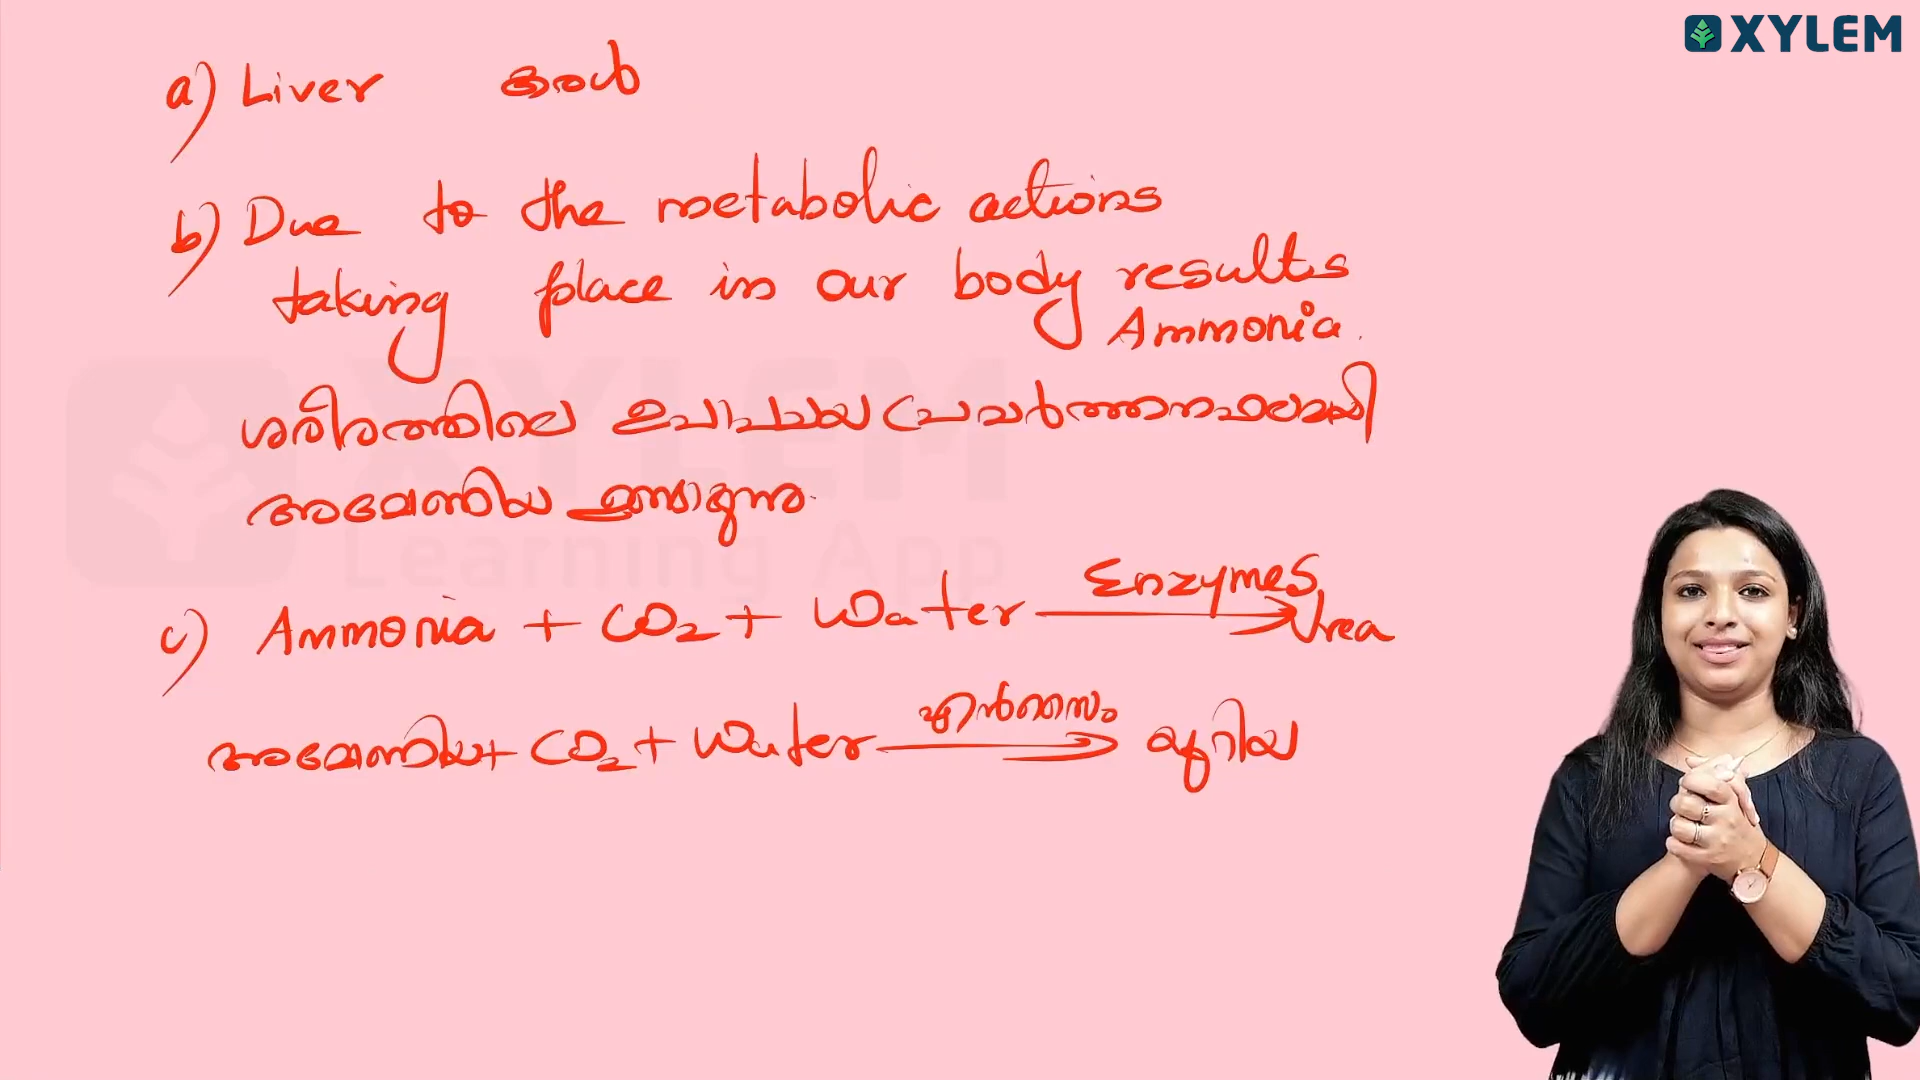 XYLEM
a) Liver കരൾ
b) Due to the metabolic actions
taking place in our body results
Ammonia.
ശരീരത്തിലെ ഉപാപചയ പ്രവർത്തനഫലമായി
അമോണിയ ഉണ്ടാകുന്നു.
c) Ammonia + CO₂ + Water Enzymes→ Urea
അമോണിയ + CO₂ + Water എൻസൈം→ യൂറിയ
XYLEM
Learning App